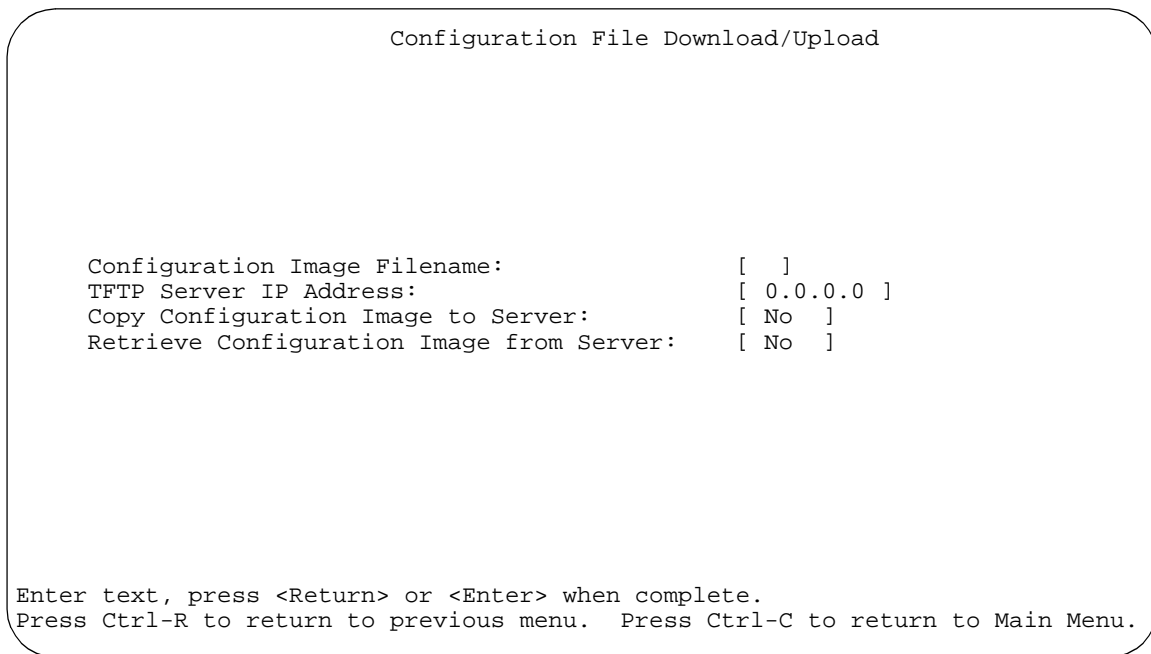 Configuration File Download/Upload
Configuration Image Filename: [ ]
TFTP Server IP Address: [ 0.0.0.0 ]
Copy Configuration Image to Server: [ No ]
Retrieve Configuration Image from Server: [ No ]
Enter text, press <Return> or <Enter> when complete.
Press Ctrl-R to return to previous menu. Press Ctrl-C to return to Main Menu.